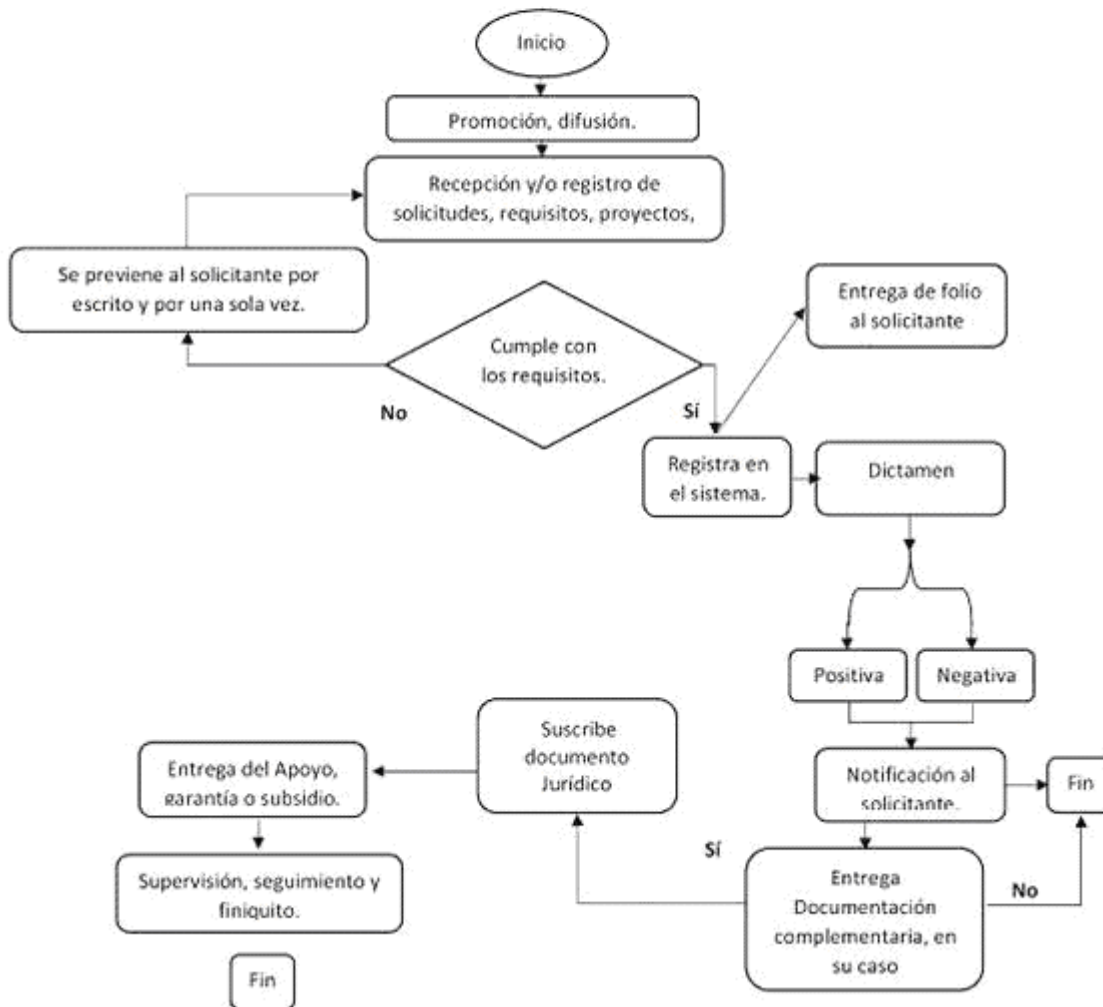 Inicio
Promoción, difusión.
Recepción y/o registro de
solicitudes, requisitos, proyectos,
Se previene al solicitante por
escrito y por una sola vez.
Entrega de folio
al solicitante
Cumple con
los requisitos.
No
Sí
Registra en
el sistema.
Dictamen
Positiva
Negativa
Suscribe
documento
Jurídico
Entrega del Apoyo,
garantía o subsidio.
Notificación al
solicitante.
Fin
Sí
Entrega
Documentación
complementaria, en
su caso
No
Supervisión, seguimiento y
finiquito.
Fin